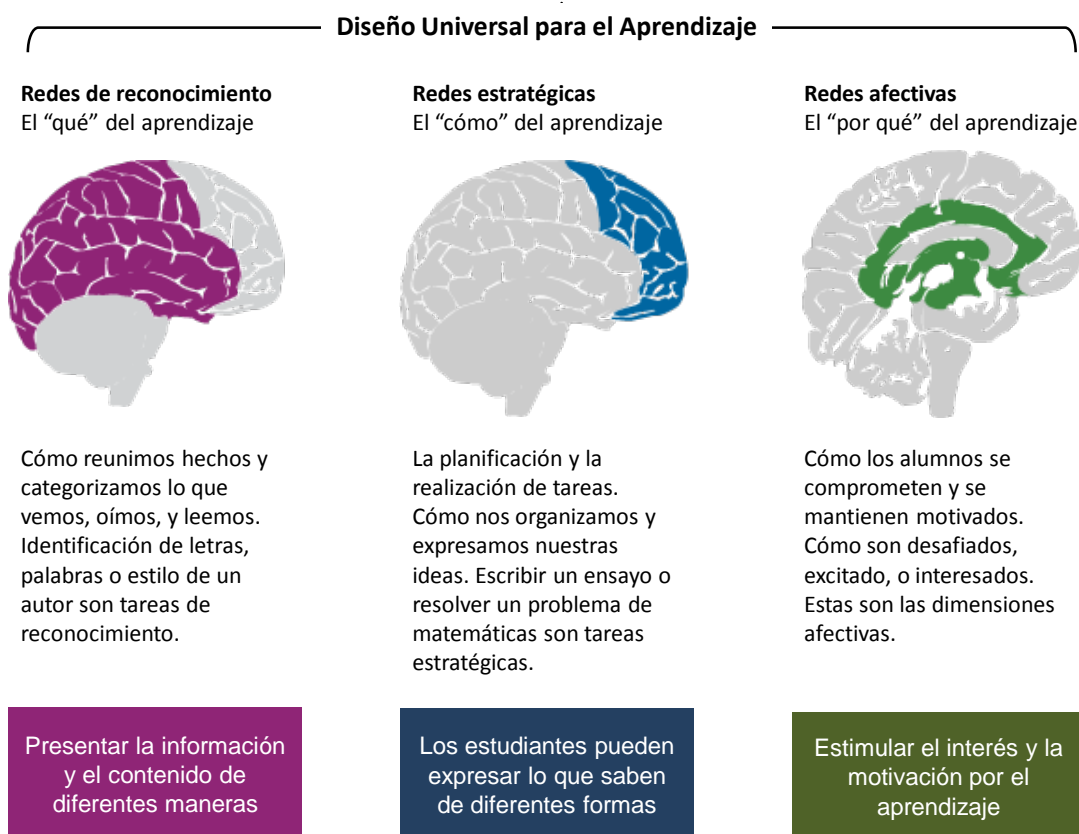 Diseño Universal para el Aprendizaje
Redes de reconocimiento
El “qué” del aprendizaje
Cómo reunimos hechos y
categorizamos lo que
vemos, oímos, y leemos.
Identificación de letras,
palabras o estilo de un
autor son tareas de
reconocimiento.
Presentar la información
y el contenido de
diferentes maneras
Redes estratégicas
El “cómo” del aprendizaje
La planificación y la
realización de tareas.
Cómo nos organizamos y
expresamos nuestras
ideas. Escribir un ensayo o
resolver un problema de
matemáticas son tareas
estratégicas.
Los estudiantes pueden
expresar lo que saben
de diferentes formas
Redes afectivas
El “por qué” del aprendizaje
Cómo los alumnos se
comprometen y se
mantienen motivados.
Cómo son desafiados,
excitado, o interesados.
Estas son las dimensiones
afectivas.
Estimular el interés y la
motivación por el
aprendizaje